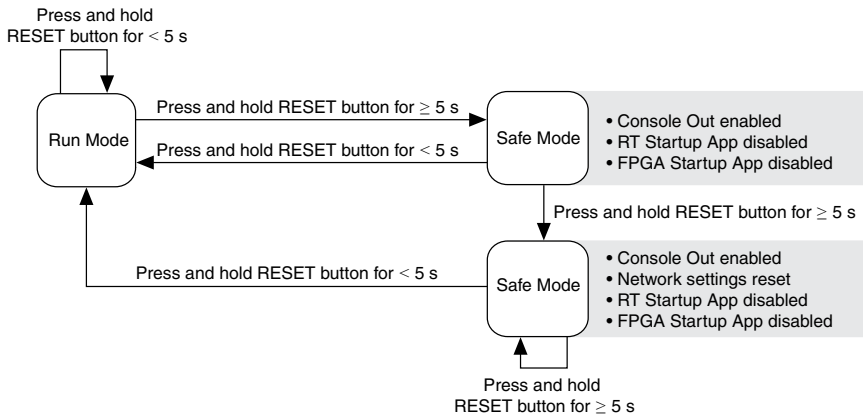 Press and hold
RESET button for < 5 s
Run Mode
Press and hold RESET button for ≥ 5 s
Press and hold RESET button for < 5 s
Safe Mode
• Console Out enabled
• RT Startup App disabled
• FPGA Startup App disabled
Press and hold RESET button for ≥ 5 s
Press and hold RESET button for < 5 s
Safe Mode
• Console Out enabled
• Network settings reset
• RT Startup App disabled
• FPGA Startup App disabled
Press and hold
RESET button for ≥ 5 s